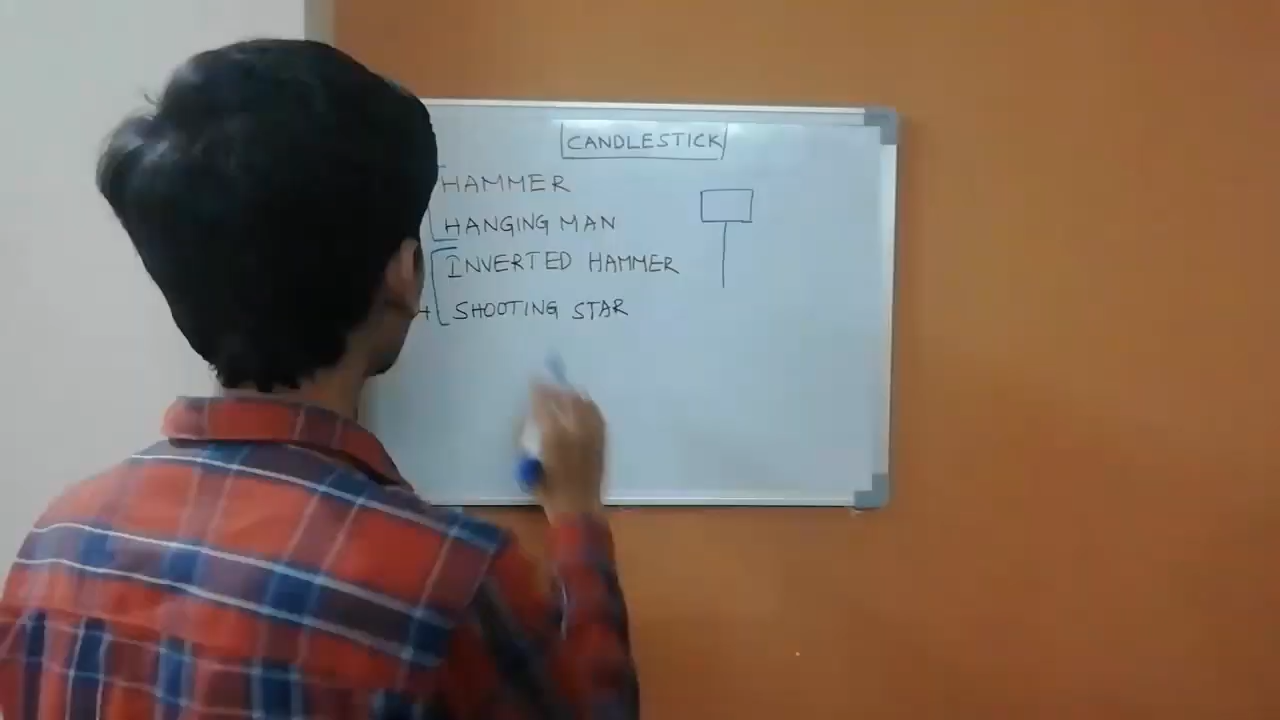 CANDLESTICK
HAMMER
HANGING MAN
INVERTED HAMMER
SHOOTING STAR